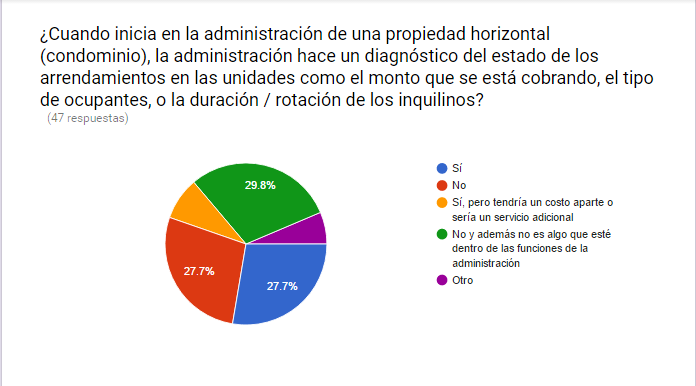 ¿Cuando inicia en la administración de una propiedad horizontal
(condominio), la administración hace un diagnóstico del estado de los
arrendamientos en las unidades como el monto que se está cobrando, el tipo
de ocupantes, o la duración / rotación de los inquilinos?
(47 respuestas)
29.8%
27.7%
27.7%
Sí
No
Sí, pero tendría un costo aparte o
sería un servicio adicional
No y además no es algo que esté
dentro de las funciones de la
administración
Otro